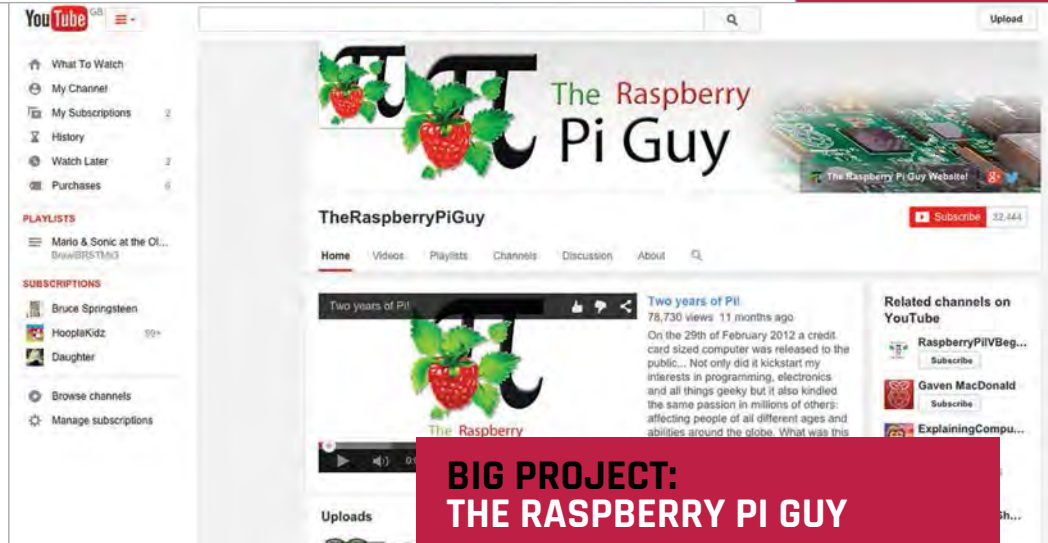 YouTube GB
Upload
What To Watch
My Channel
My Subscriptions 2
History
Watch Later 2
Purchases 6
PLAYLISTS
Mario & Sonic at the Ol...
SUBSCRIPTIONS
Bruce Springsteen
HooplaKidz 99+
Daughter
Browse channels
Manage subscriptions
The Raspberry
Pi Guy
The Raspberry Pi Guy Website!
TheRaspberryPiGuy
Subscribe 32,444
Home Videos Playlists Channels Discussion About
Two years of Pi!
The Raspberry
Two years of Pi!
78,730 views 11 months ago
On the 29th of February 2012 a credit
card sized computer was released to the
public... Not only did it kickstart my
interests in programming, electronics
and all things geeky but it also kindled
the same passion in millions of others:
affecting people of all different ages and
abilities around the globe. What was this
Related channels on
YouTube
RaspberryPiIVBeg...
Subscribe
Gaven MacDonald
Subscribe
ExplainingCompu...
Uploads
BIG PROJECT:
THE RASPBERRY PI GUY